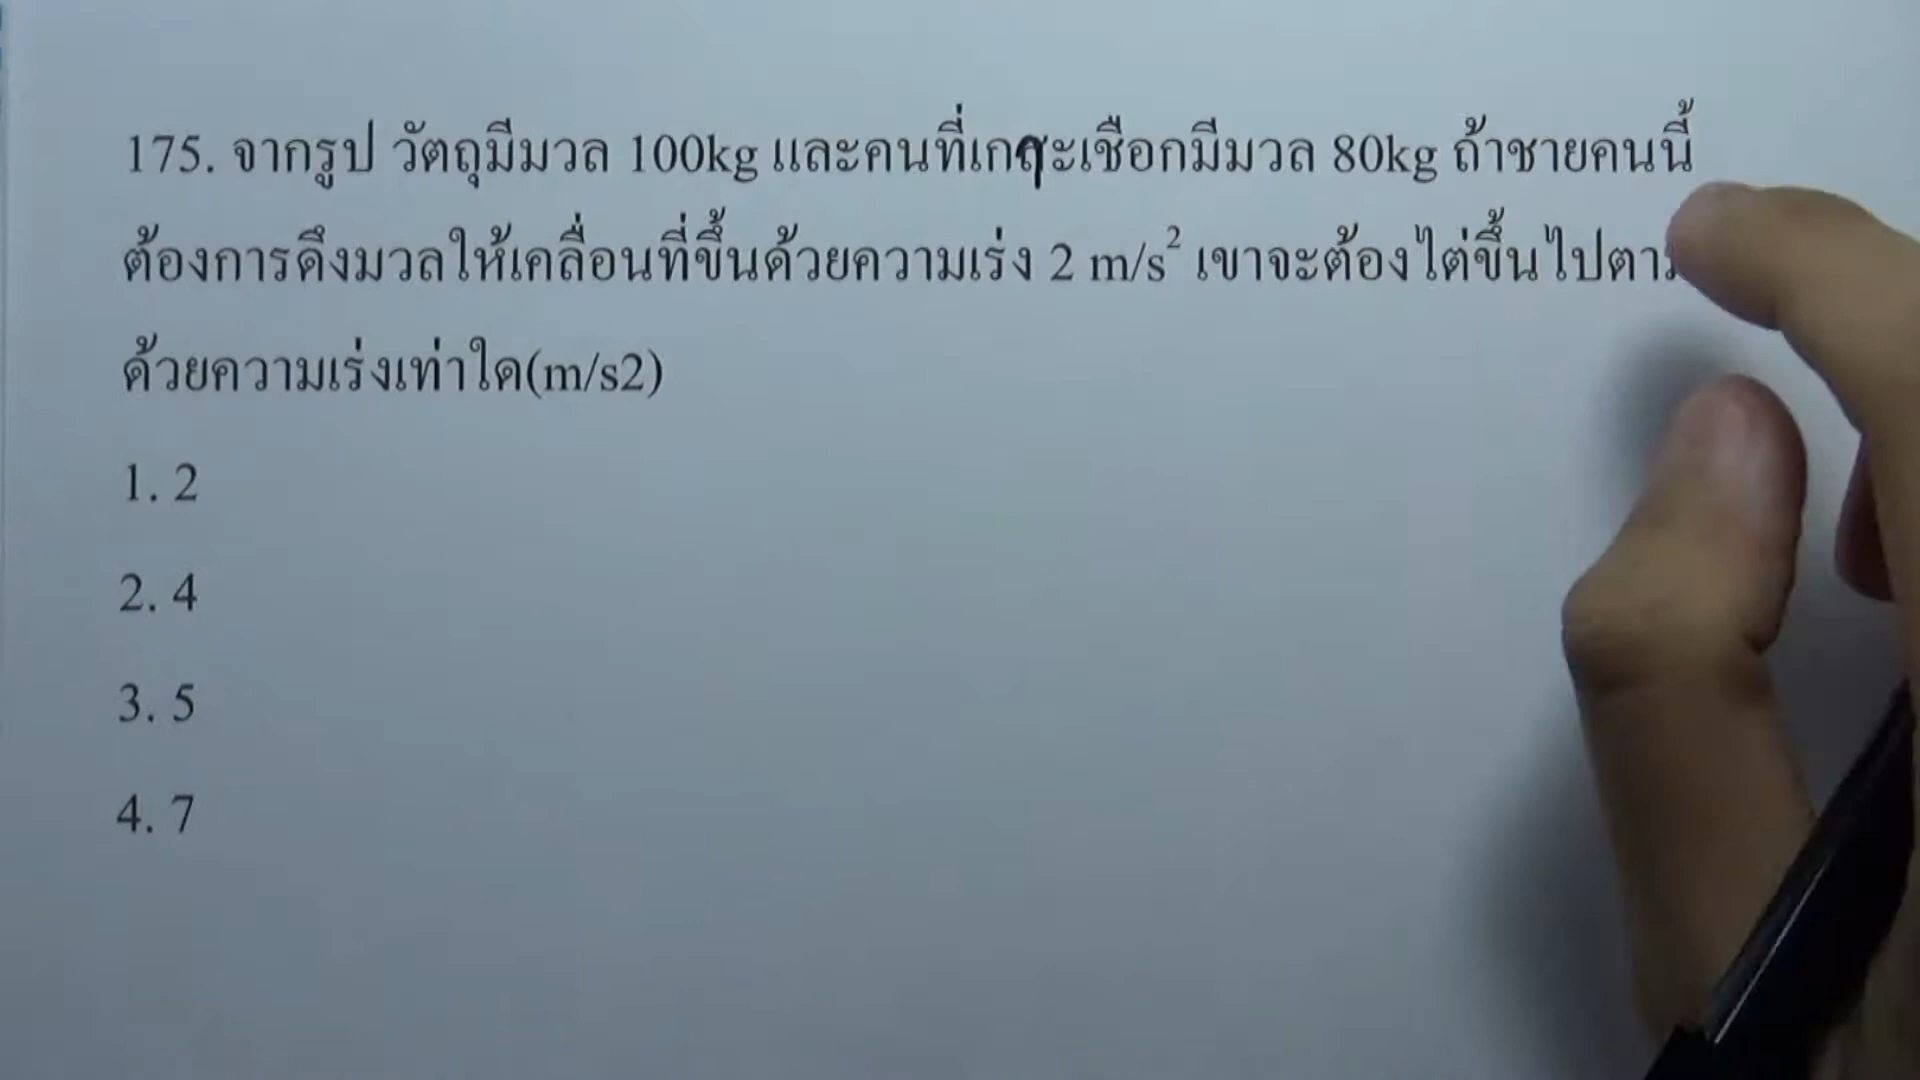 175. จากรูป วัตถุมีมวล 100kg และคนที่เกาะเชือกมีมวล 80kg ถ้าชายคนนี้
ต้องการดึงมวลให้เคลื่อนที่ขึ้นด้วยความเร่ง 2 m/s² เขาจะต้องไต่ขึ้นไปตาม
ด้วยความเร่งเท่าใด(m/s2)
1. 2
2. 4
3. 5
4. 7